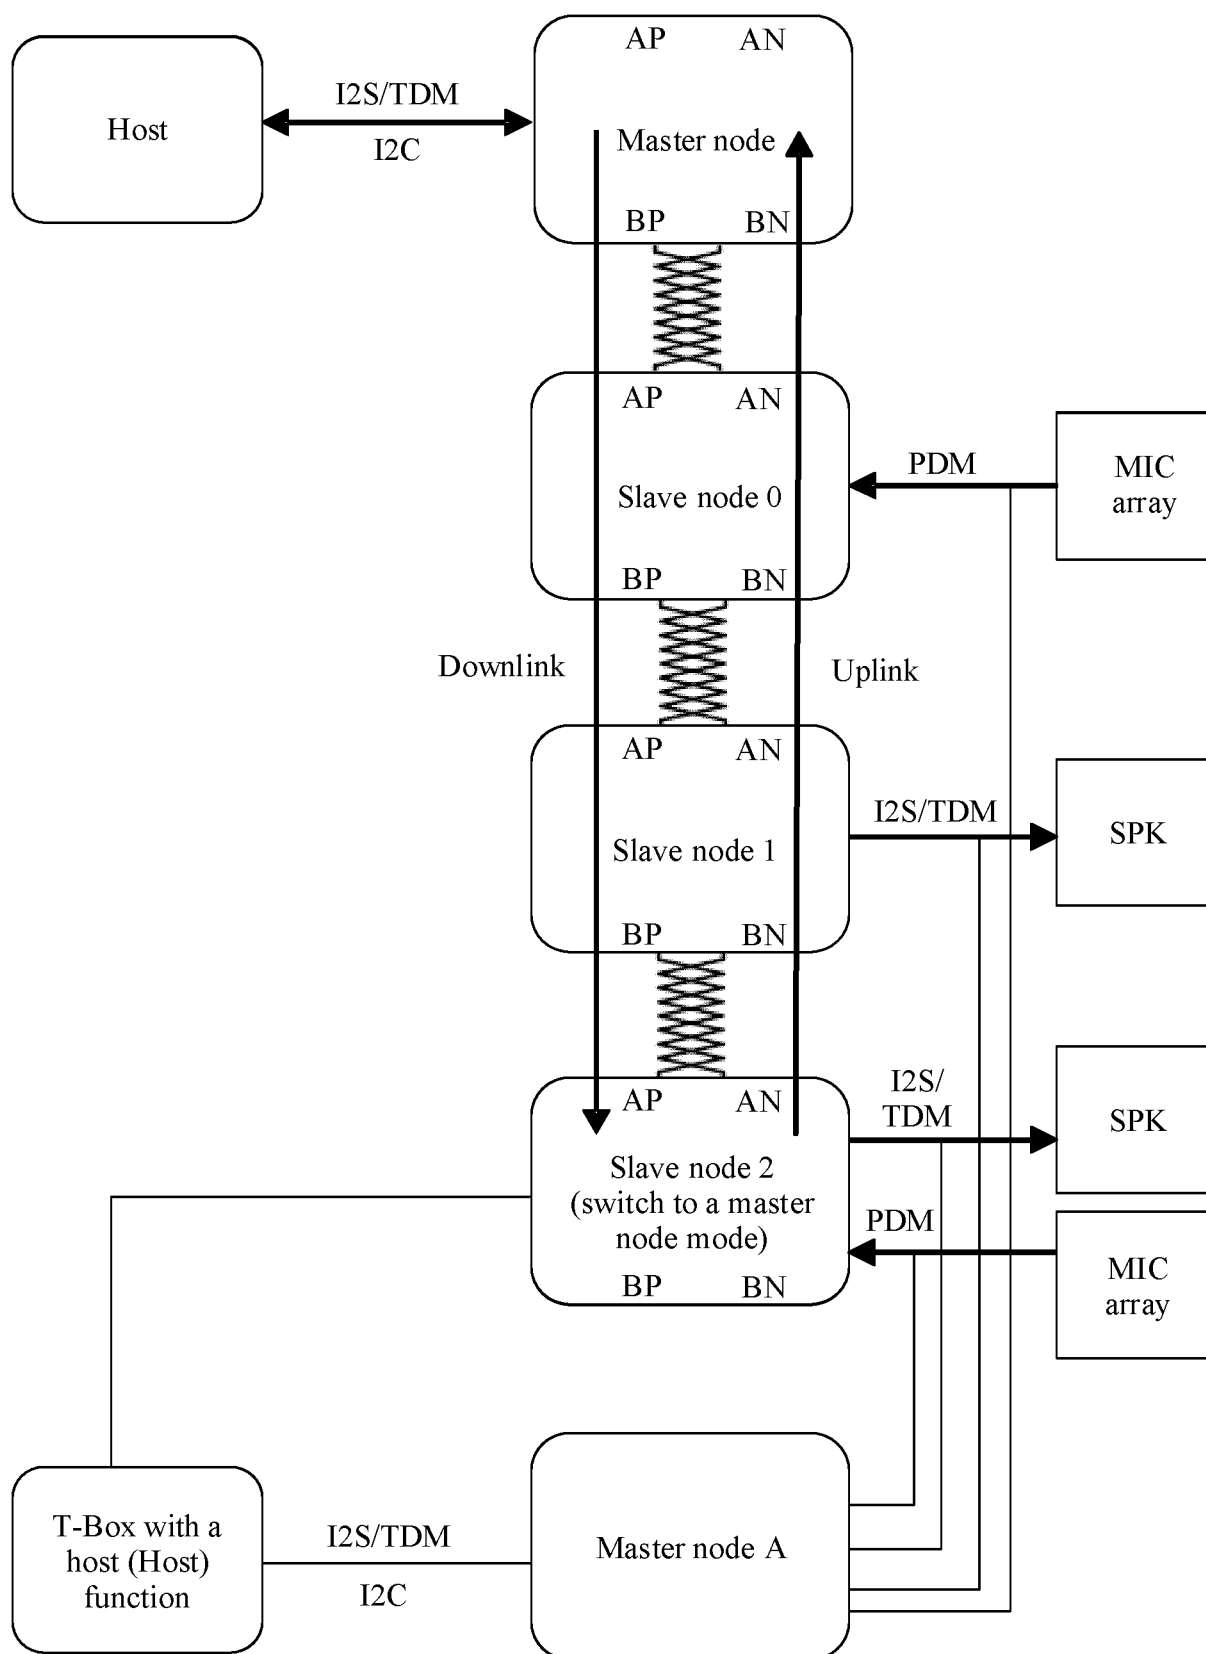 AP AN
Host
I2S/TDM
I2C
Master node
BP BN
AP AN
Slave node 0
PDM
MIC
array
BP BN
Downlink
Uplink
AP AN
Slave node 1
I2S/TDM
SPK
BP BN
AP AN
I2S/
TDM
SPK
Slave node 2
(switch to a master
node mode)
PDM
MIC
array
BP BN
T-Box with a
host (Host)
function
I2S/TDM
I2C
Master node A